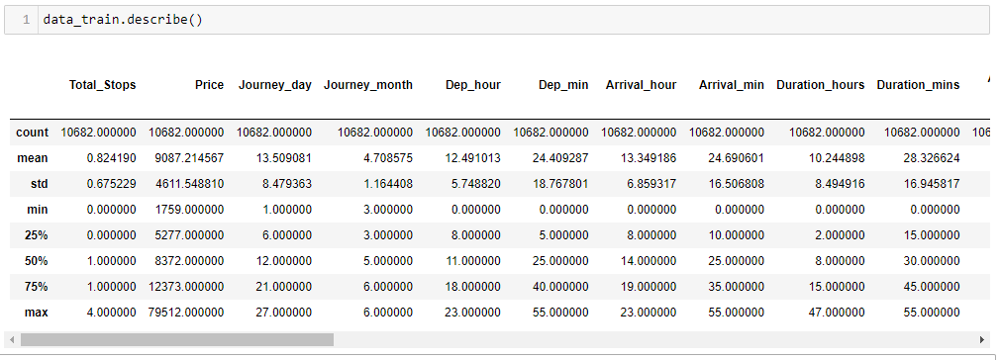 1 data_train.describe()
Total_Stops Price Journey_day Journey_month Dep_hour Dep_min Arrival_hour Arrival_min Duration_hours Duration_mins
count 10682.000000 10682.000000 10682.000000 10682.000000 10682.000000 10682.000000 10682.000000 10682.000000 10682.000000 10682.000000 106
mean 0.824190 9087.214567 13.509081 4.708575 12.491013 24.409287 13.349186 24.690601 10.244898 28.326624
std 0.675229 4611.548810 8.479363 1.164408 5.748820 18.767801 6.859317 16.506808 8.494916 16.945817
min 0.000000 1759.000000 1.000000 3.000000 0.000000 0.000000 0.000000 0.000000 0.000000 0.000000
25% 0.000000 5277.000000 6.000000 3.000000 8.000000 5.000000 8.000000 10.000000 2.000000 15.000000
50% 1.000000 8372.000000 12.000000 5.000000 11.000000 25.000000 14.000000 25.000000 8.000000 30.000000
75% 1.000000 12373.000000 21.000000 6.000000 18.000000 40.000000 19.000000 35.000000 15.000000 45.000000
max 4.000000 79512.000000 27.000000 6.000000 23.000000 55.000000 23.000000 55.000000 47.000000 55.000000